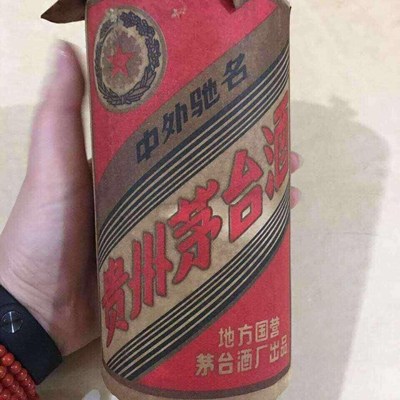 中外驰名
贵州茅台酒
地方国营
茅台酒厂出品